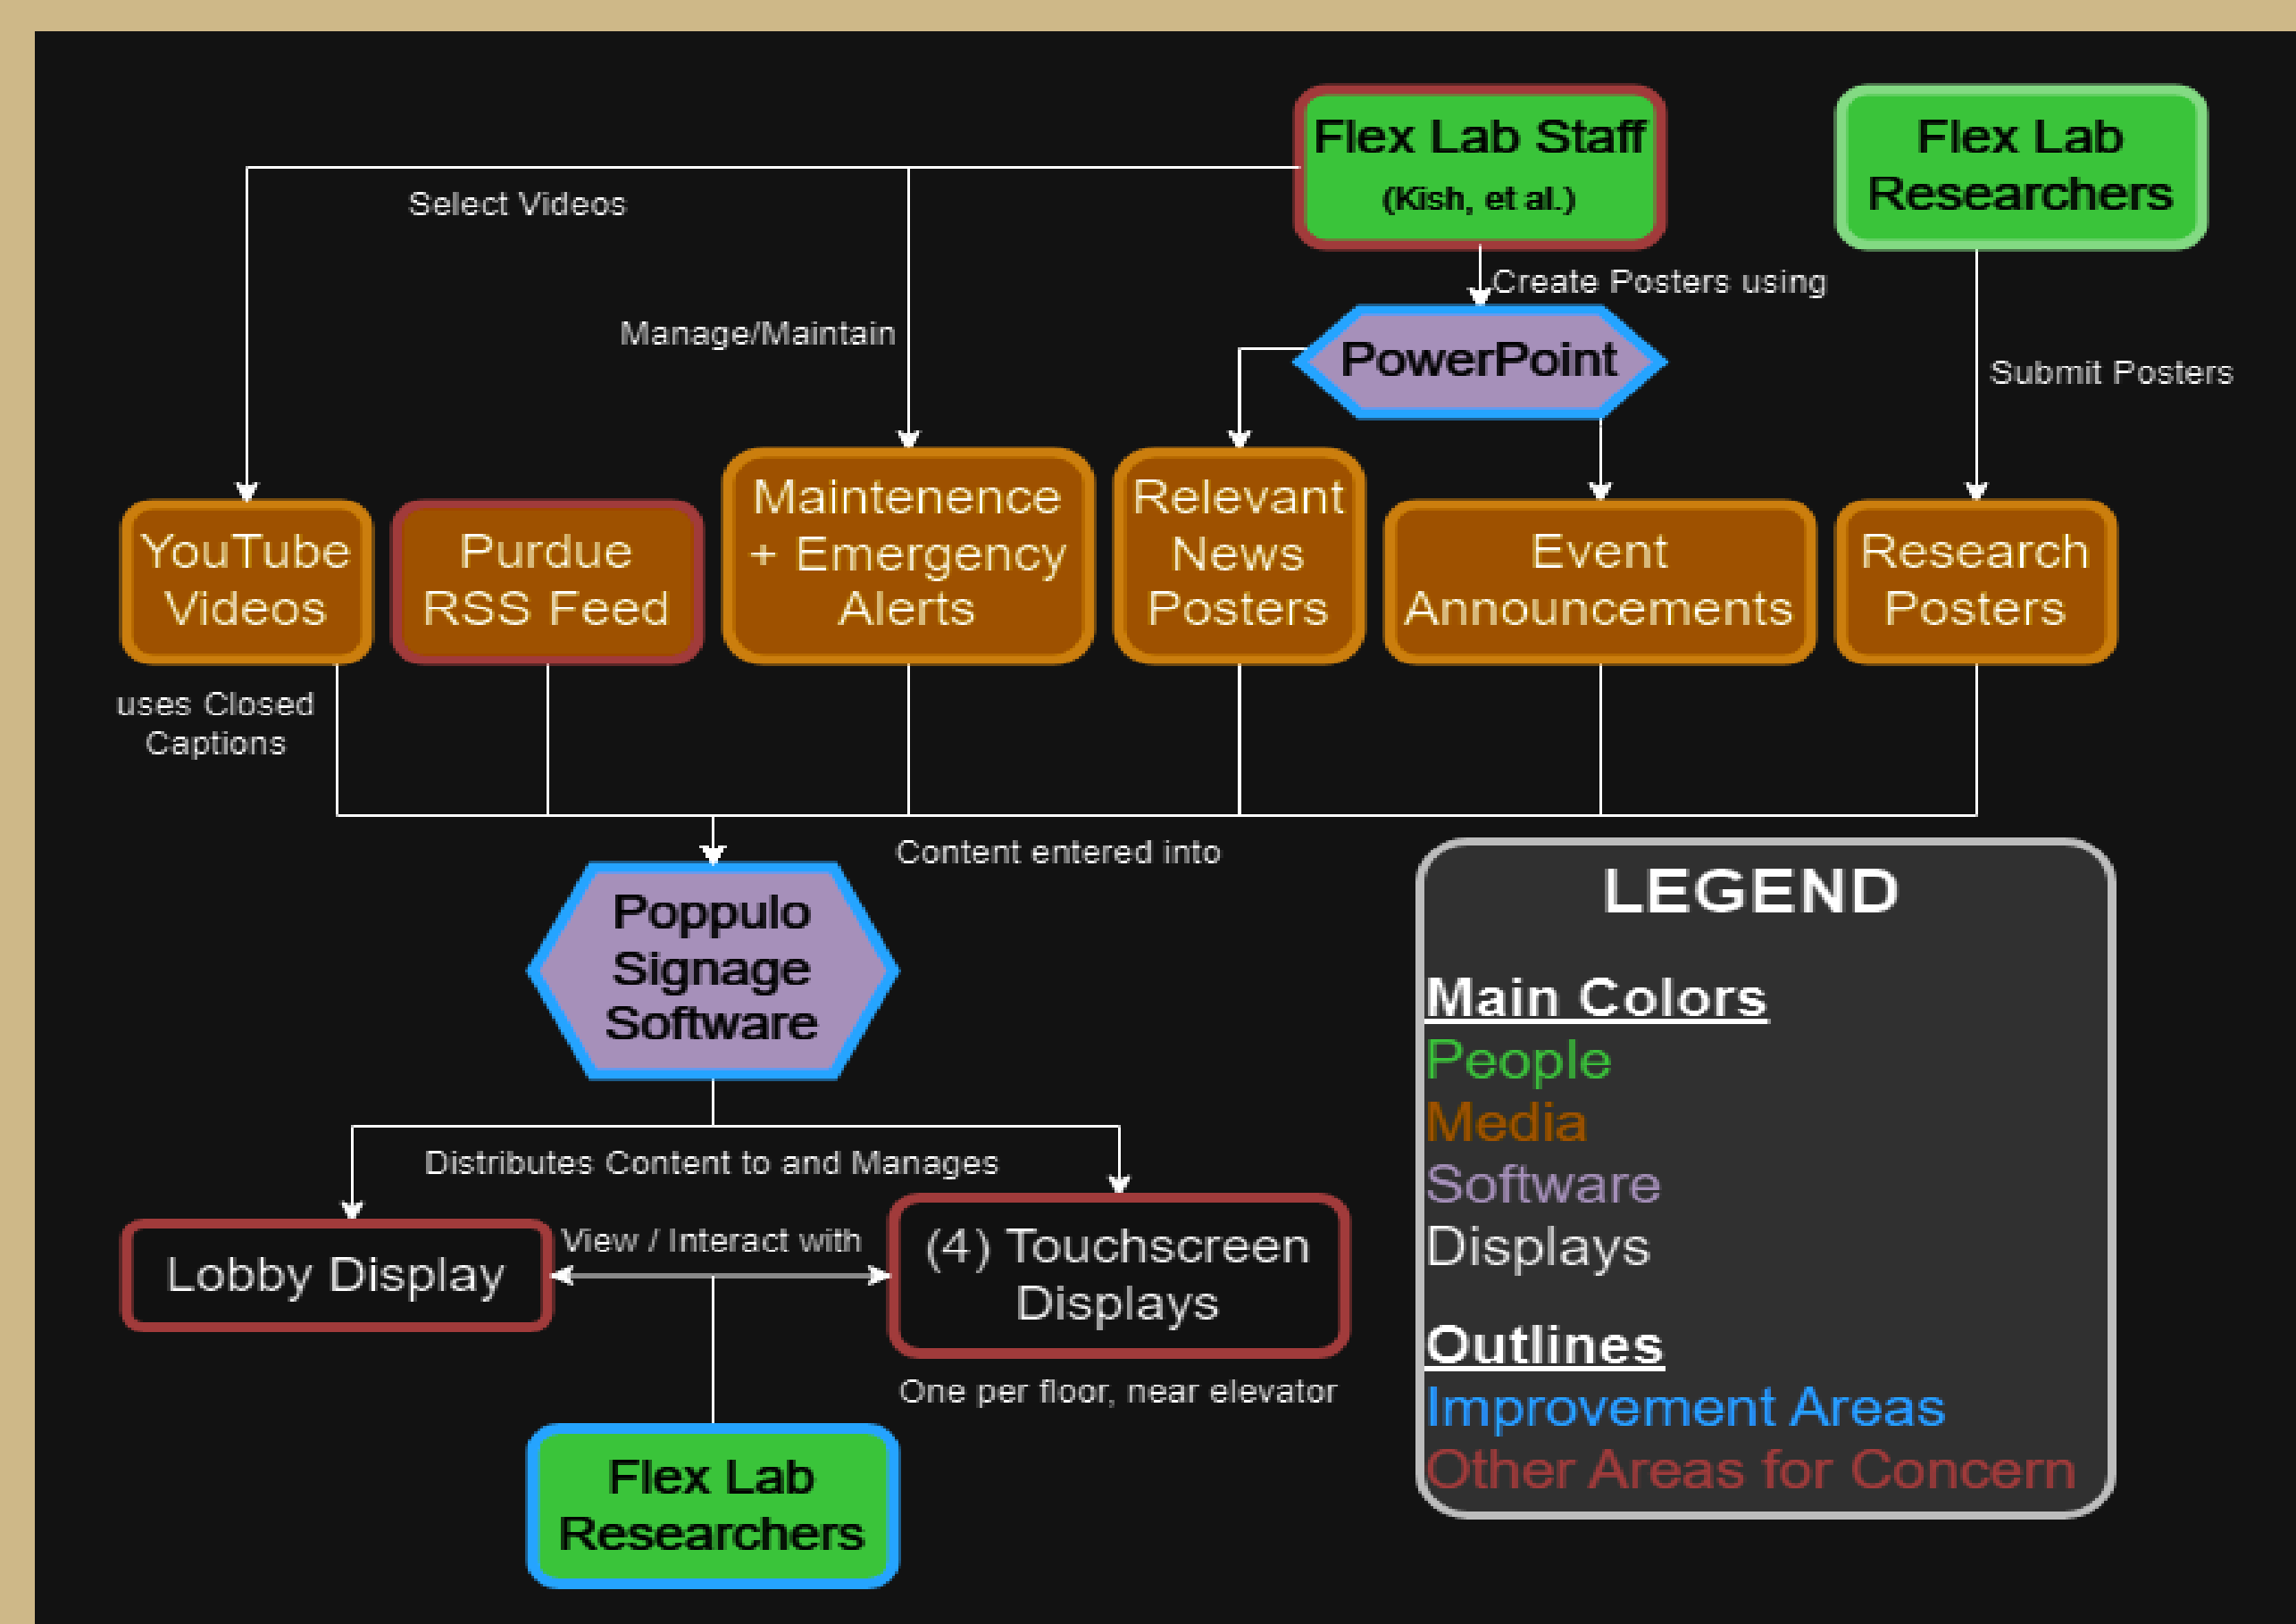 Flex Lab Staff
(Kish, et al.)
Flex Lab
Researchers
Select Videos
Create Posters using
Manage/Maintain
PowerPoint
Submit Posters
YouTube
Videos
Purdue
RSS Feed
Maintenence
+ Emergency
Alerts
Relevant
News
Posters
Event
Announcements
Research
Posters
uses Closed
Captions
Content entered into
Poppulo
Signage
Software
Distributes Content to and Manages
Lobby Display
View / Interact with
(4) Touchscreen
Displays
One per floor, near elevator
Flex Lab
Researchers
LEGEND
Main Colors
People
Media
Software
Displays
Outlines
Improvement Areas
Other Areas for Concern